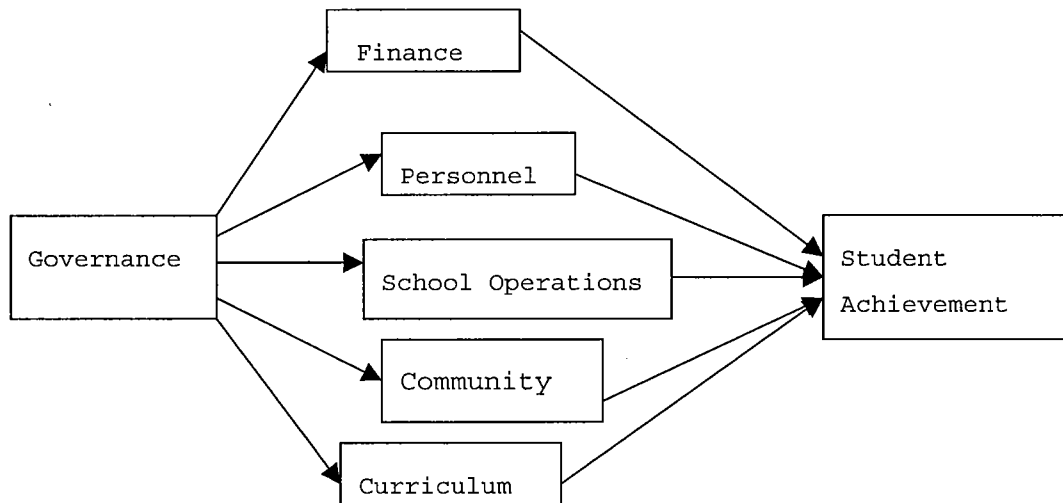 Finance
Personnel
Governance
School Operations
Student
Achievement
Community
Curriculum